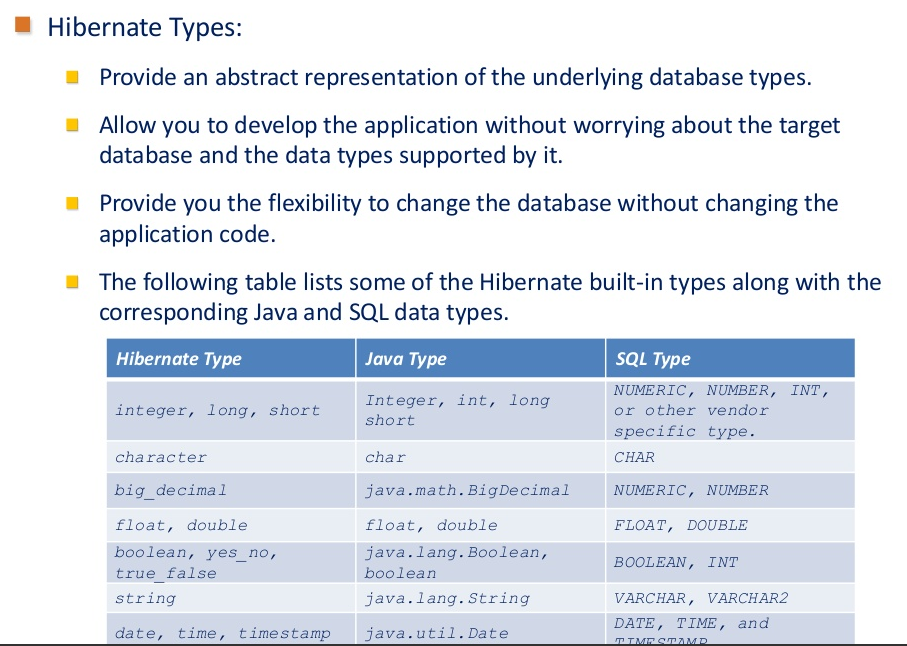 Hibernate Types:
Provide an abstract representation of the underlying database types.
Allow you to develop the application without worrying about the target
database and the data types supported by it.
Provide you the flexibility to change the database without changing the
application code.
The following table lists some of the Hibernate built-in types along with the
corresponding Java and SQL data types.
Hibernate Type Java Type SQL Type
integer, long, short
Integer, int, long
short
NUMERIC, NUMBER, INT,
or other vendor
specific type.
character char CHAR
big_decimal java.math.BigDecimal NUMERIC, NUMBER
float, double float, double FLOAT, DOUBLE
boolean, yes_no,
true_false
java.lang.Boolean,
boolean
BOOLEAN, INT
string java.lang.String VARCHAR, VARCHAR2
date, time, timestamp java.util.Date
DATE, TIME, and
TIMESTAMP